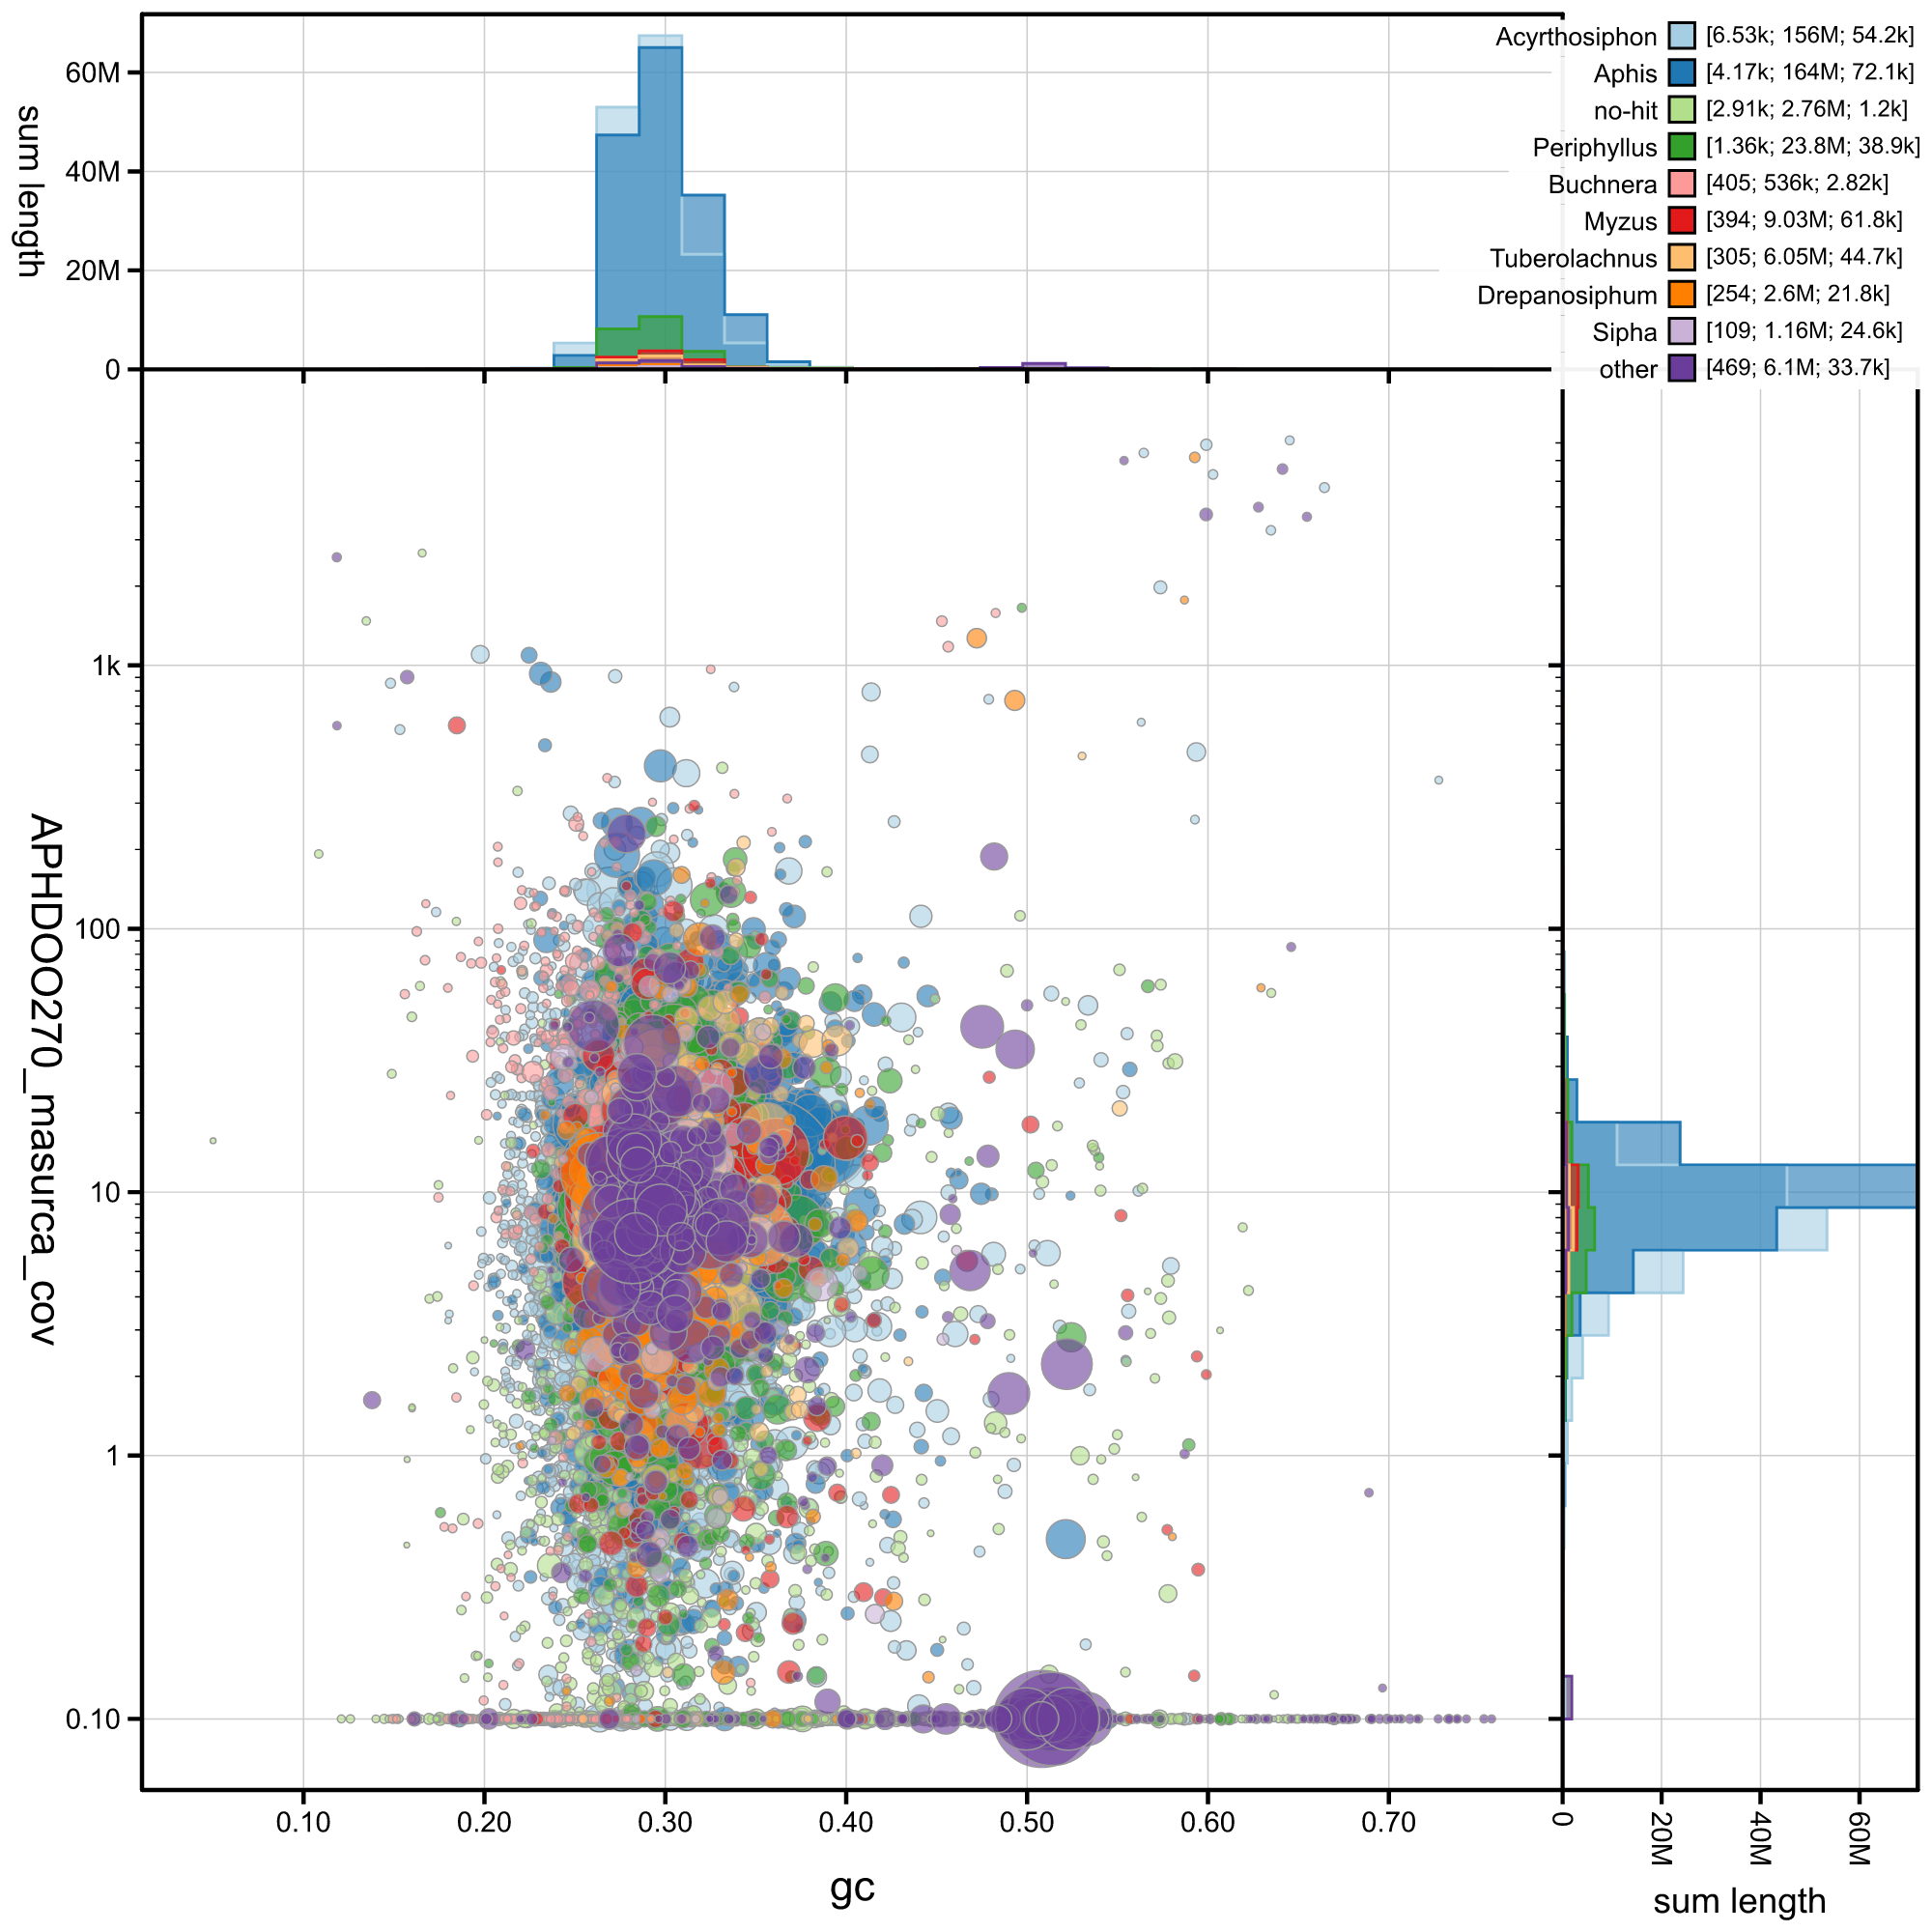 Acyrthosiphon [6.53k; 156M; 54.2k]
Aphis [4.17k; 164M; 72.1k]
no-hit [2.91k; 2.76M; 1.2k]
Periphyllus [1.36k; 23.8M; 38.9k]
Buchnera [405; 536k; 2.82k]
Myzus [394; 9.03M; 61.8k]
Tuberolachnus [305; 6.05M; 44.7k]
Drepanosiphum [254; 2.6M; 21.8k]
Sipha [109; 1.16M; 24.6k]
other [469; 6.1M; 33.7k]
sum length
60M
40M
20M
0
APHDOO270_masurca_cov
1k
100
10
1
0.10
0.10 0.20 0.30 0.40 0.50 0.60 0.70
gc
0 20M 40M 60M
sum length